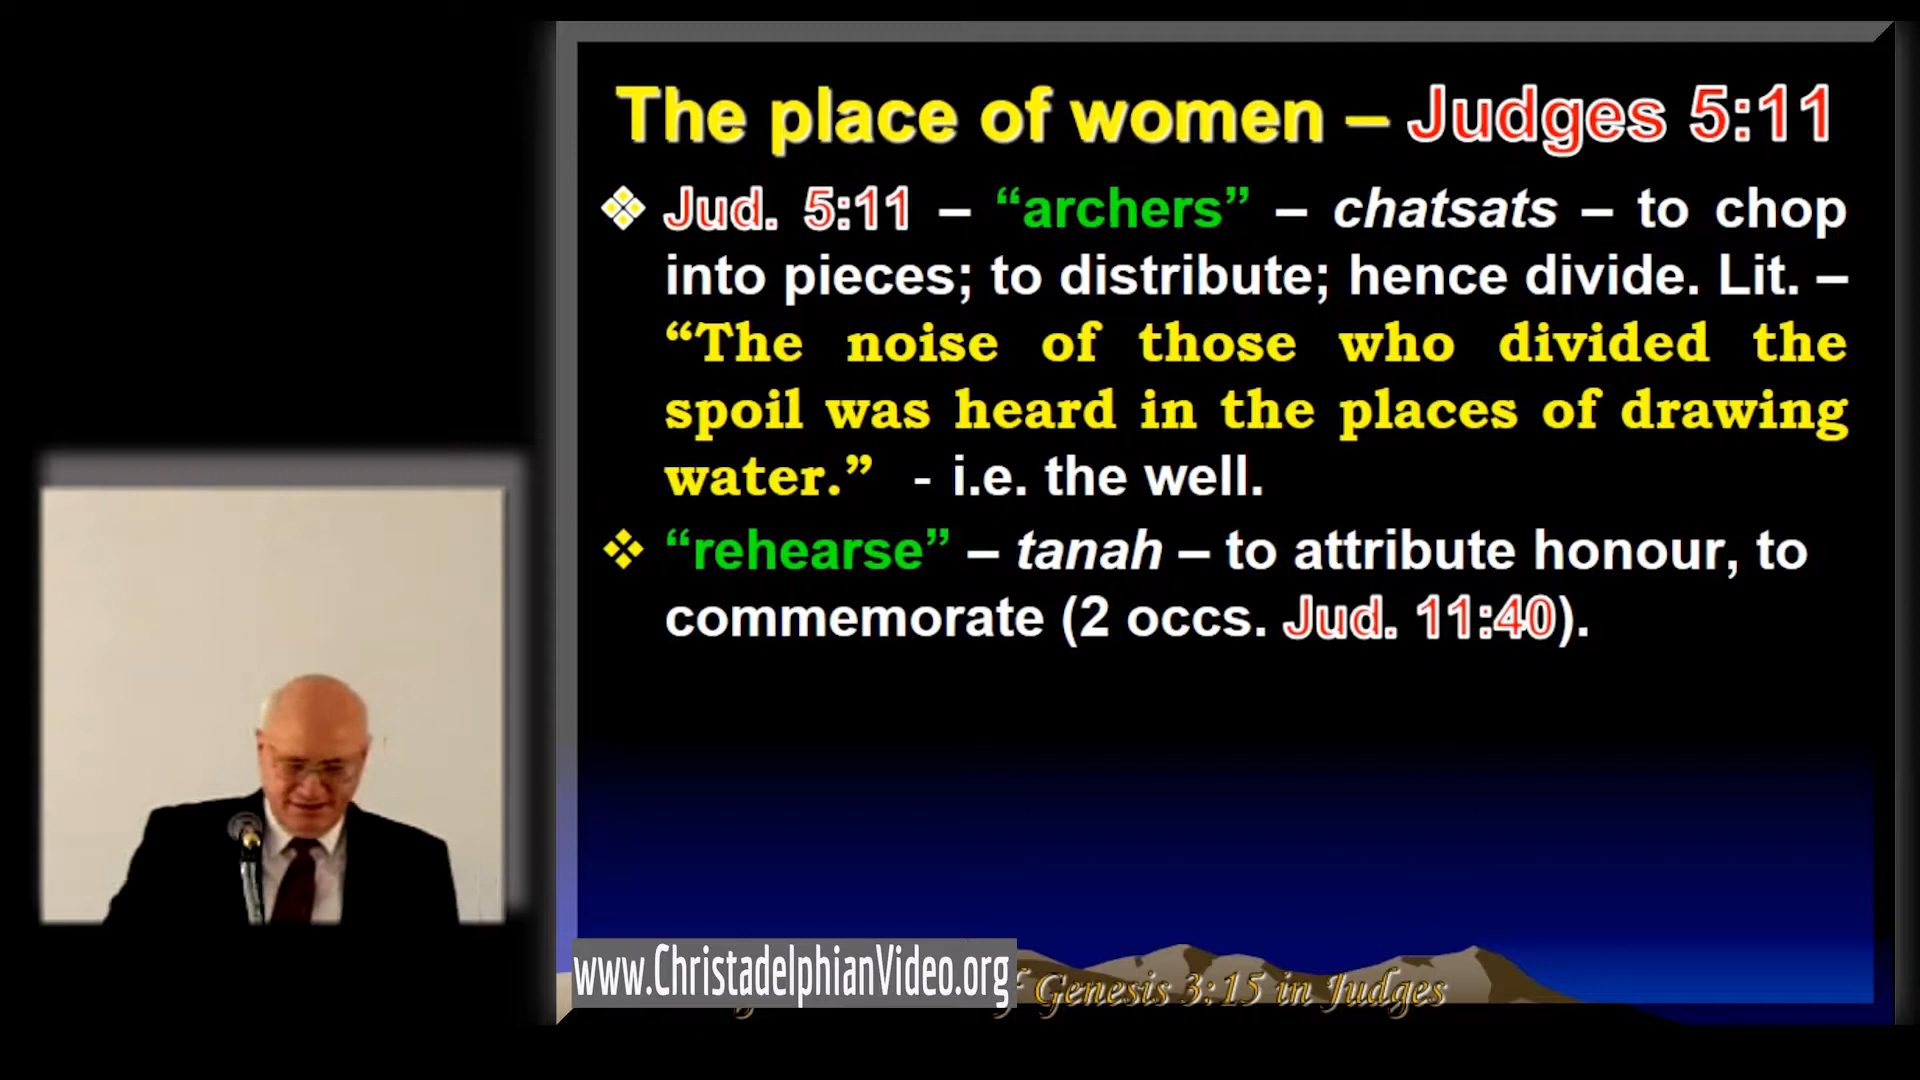 The place of women – Judges 5:11
Jud. 5:11 – “archers” – chatsats – to chop
into pieces; to distribute; hence divide. Lit. –
“The noise of those who divided the
spoil was heard in the places of drawing
water.” - i.e. the well.
“rehearse” – tanah – to attribute honour, to
commemorate (2 occs. Jud. 11:40).
www.ChristadelphianVideo.org
Genesis 3:15 in Judges